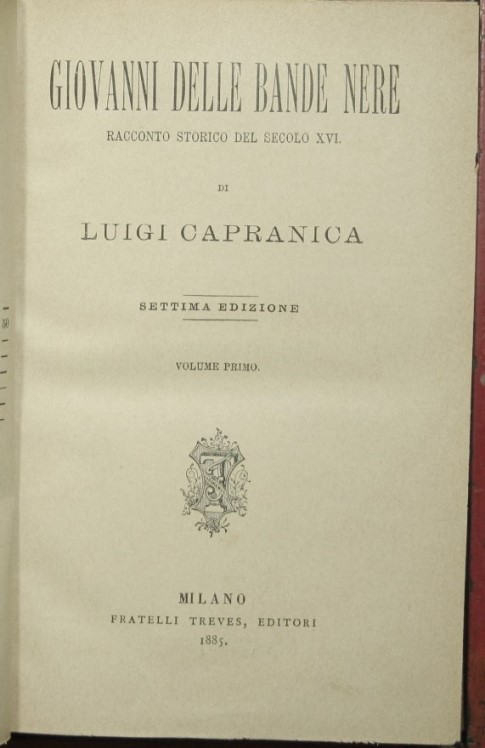 GIOVANNI DELLE BANDE NERE
RACCONTO STORICO DEL SECOLO XVI.
DI
LUIGI CAPRANICA
SETTIMA EDIZIONE
VOLUME PRIMO.
MILANO
FRATELLI TREVES, EDITORI
1885.